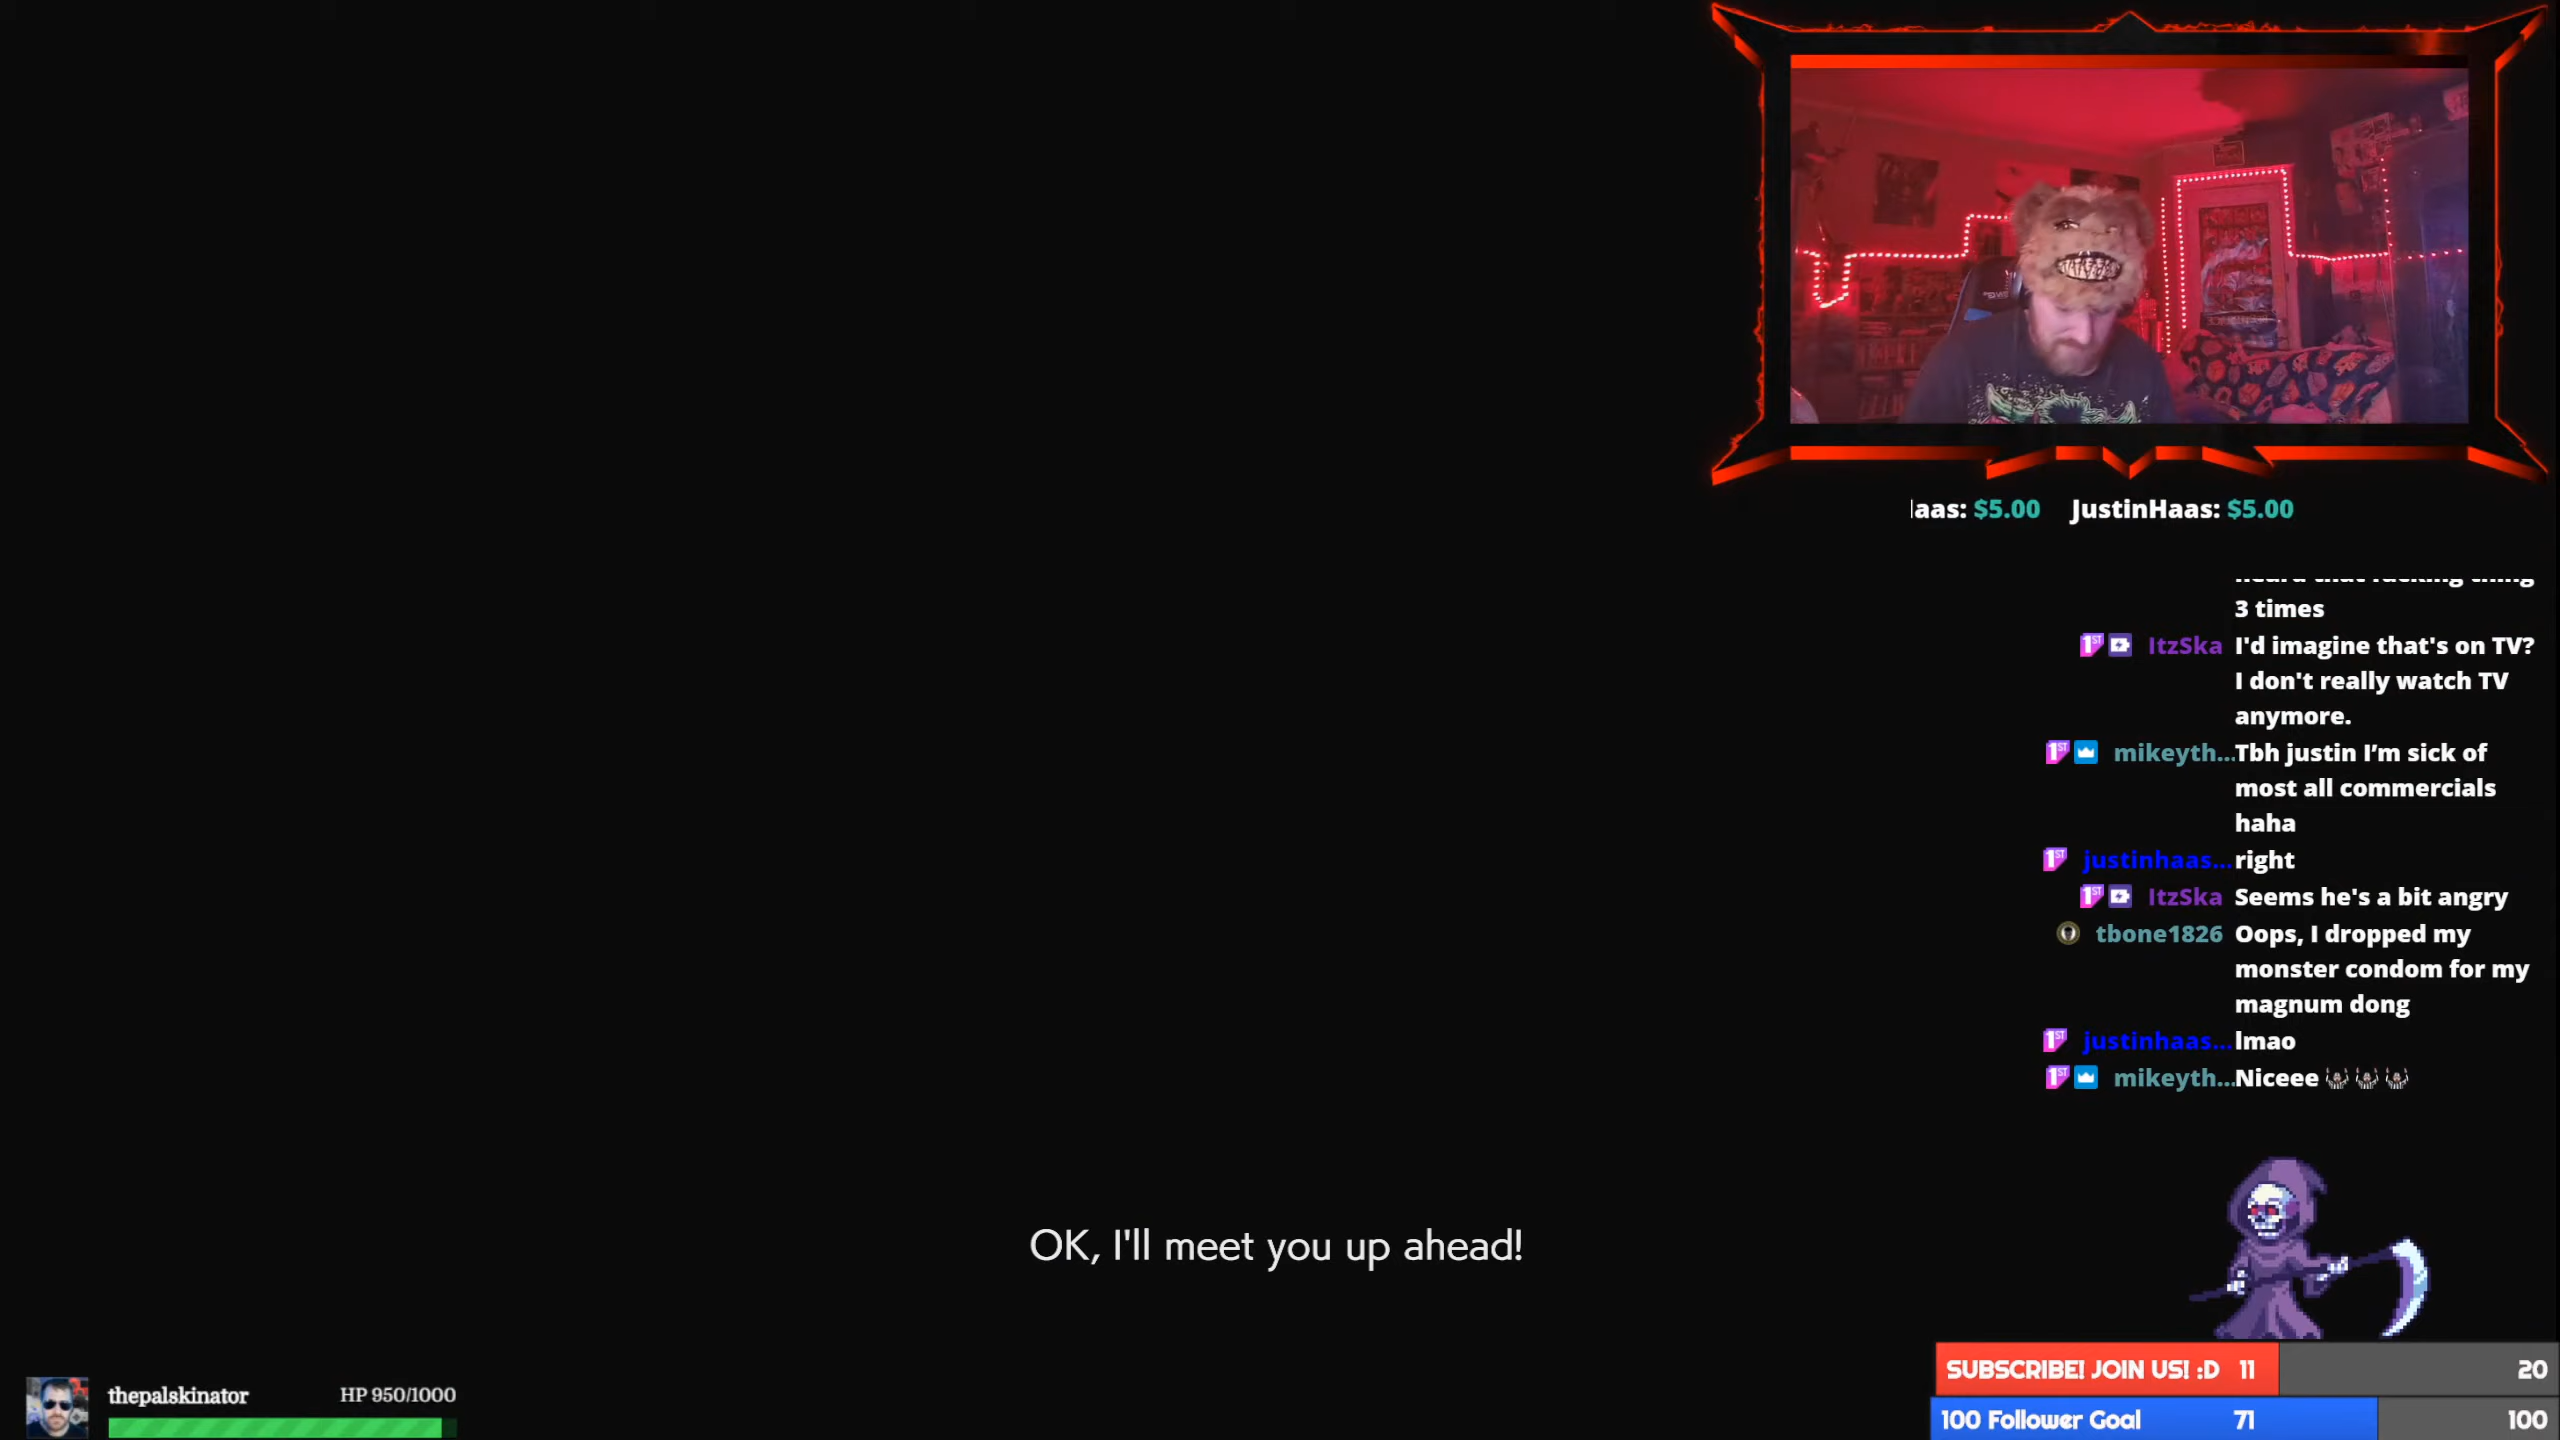 JustinHaas: $5.00
3 times
ItzSka I'd imagine that's on TV?
I don't really watch TV
anymore.
mikeyth... Tbh justin I’m sick of
most all commercials
haha
justinhaas... right
ItzSka Seems he's a bit angry
tbone1826 Oops, I dropped my
monster condom for my
magnum dong
justinhaas... lmao
mikeyth... Niceee
OK, I'll meet you up ahead!
SUBSCRIBE! JOIN US! :D 11 20
thepalskinator HP 950/1000
100 Follower Goal 71 100